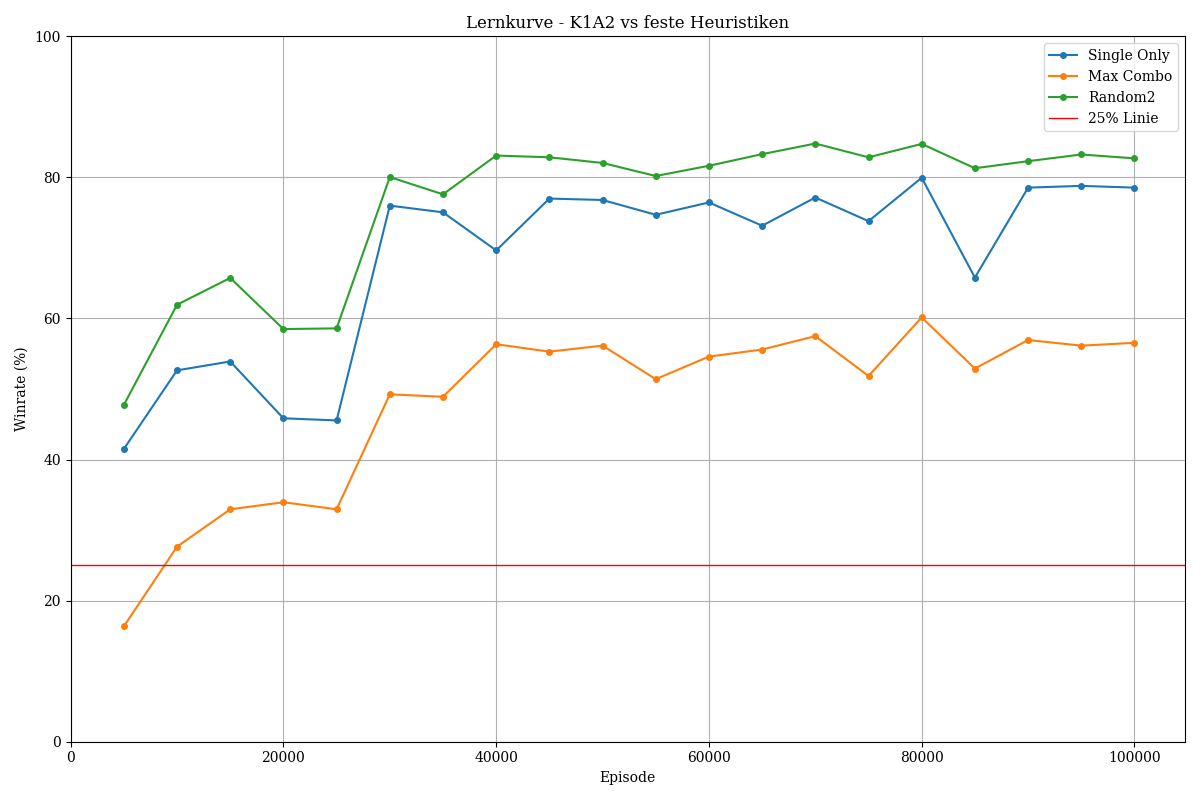 Lernkurve - K1A2 vs feste Heuristiken
100
80
60
40
20
0
Winrate (%)
Single Only
Max Combo
Random2
25% Linie
0 20000 40000 60000 80000 100000
Episode